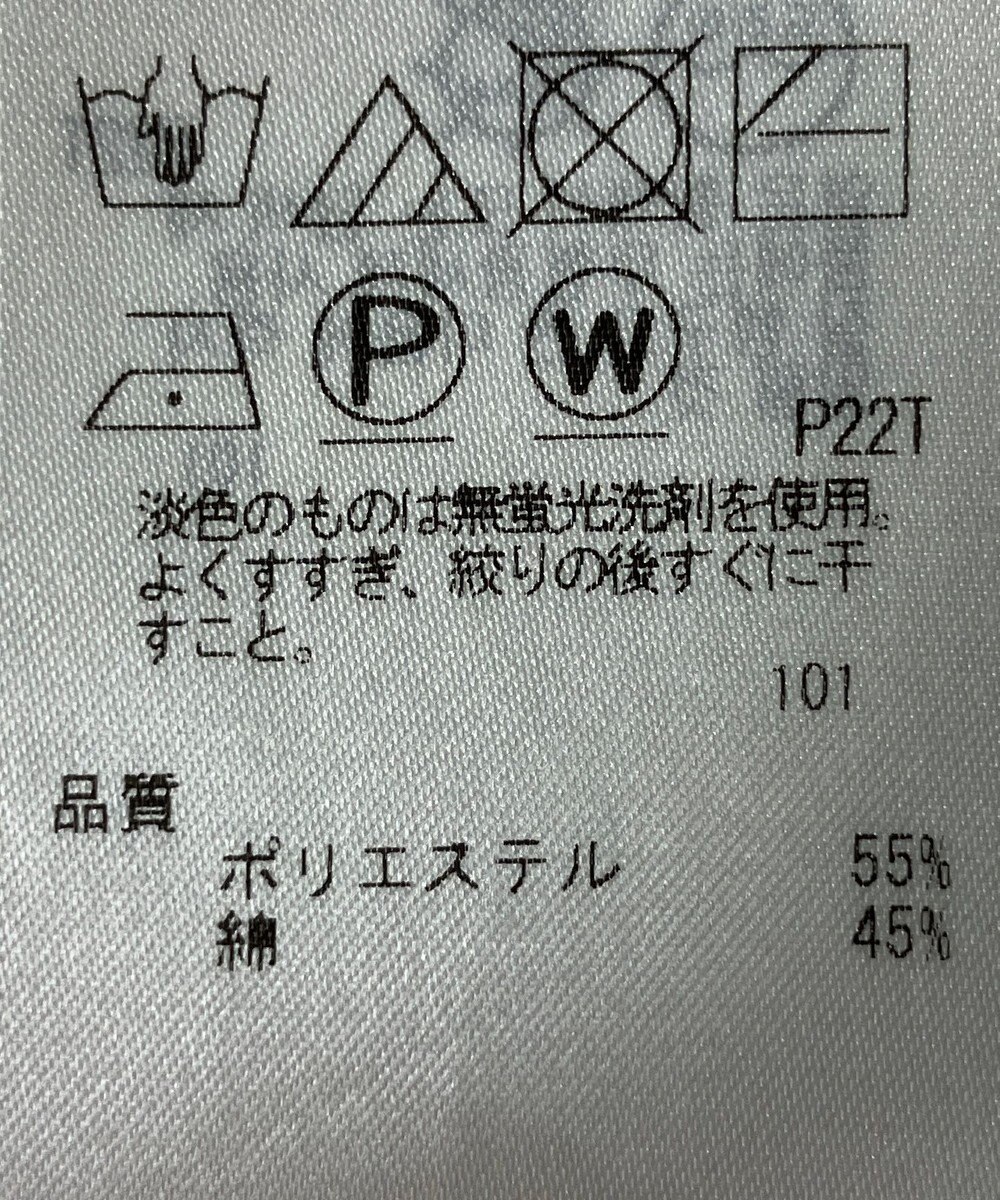 P W
P22T
淡色のものは無蛍光洗剤を使用。
よくすすぎ、絞りの後すぐに干
すこと。
101
品質
ポリエステル 55%
綿 45%